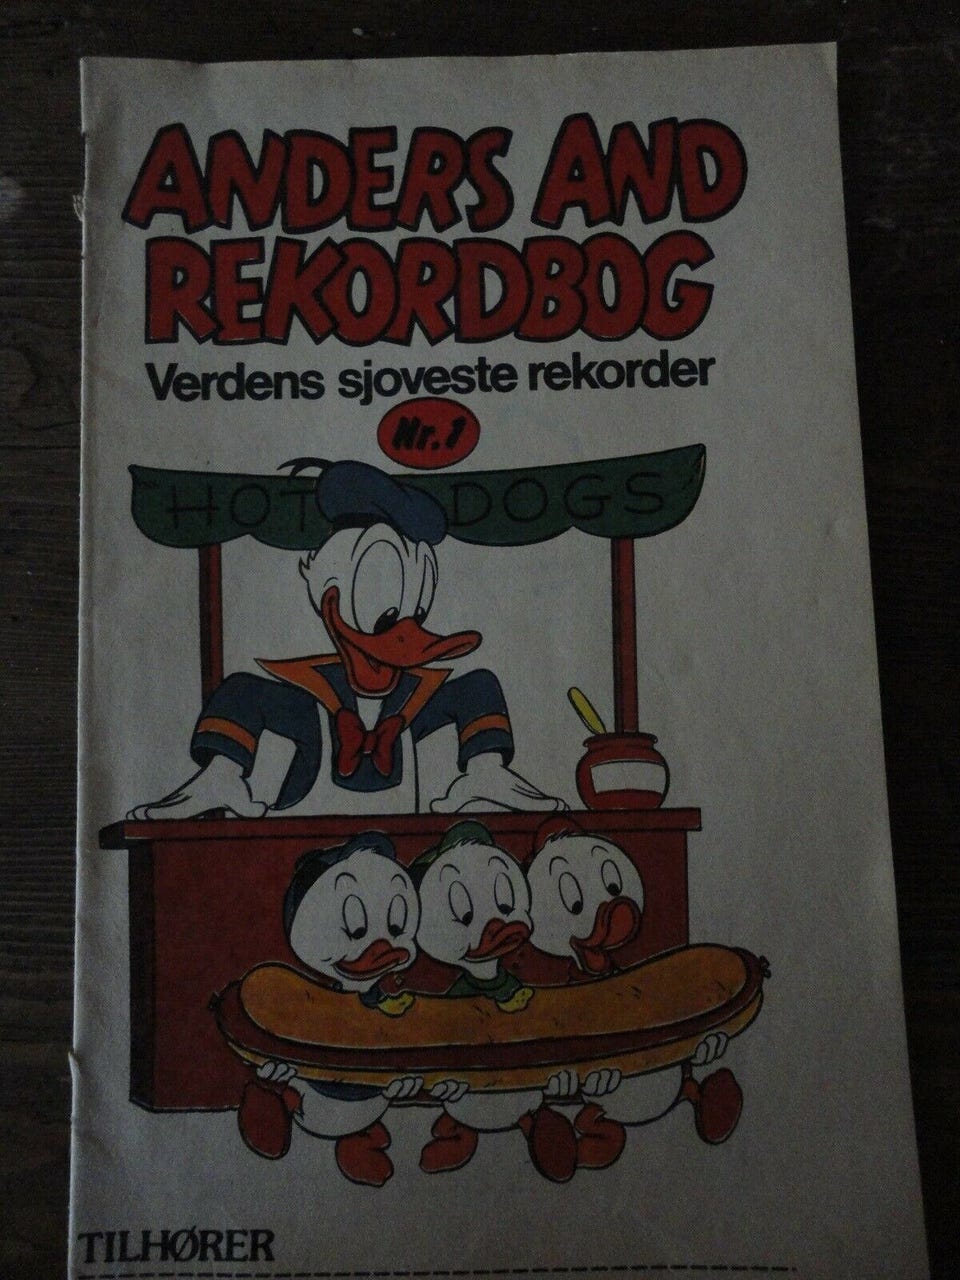 ANDERS AND
REKORDBOG
Verdens sjoveste rekorder
Nr. 1
HOT DOGS
TILHØRER